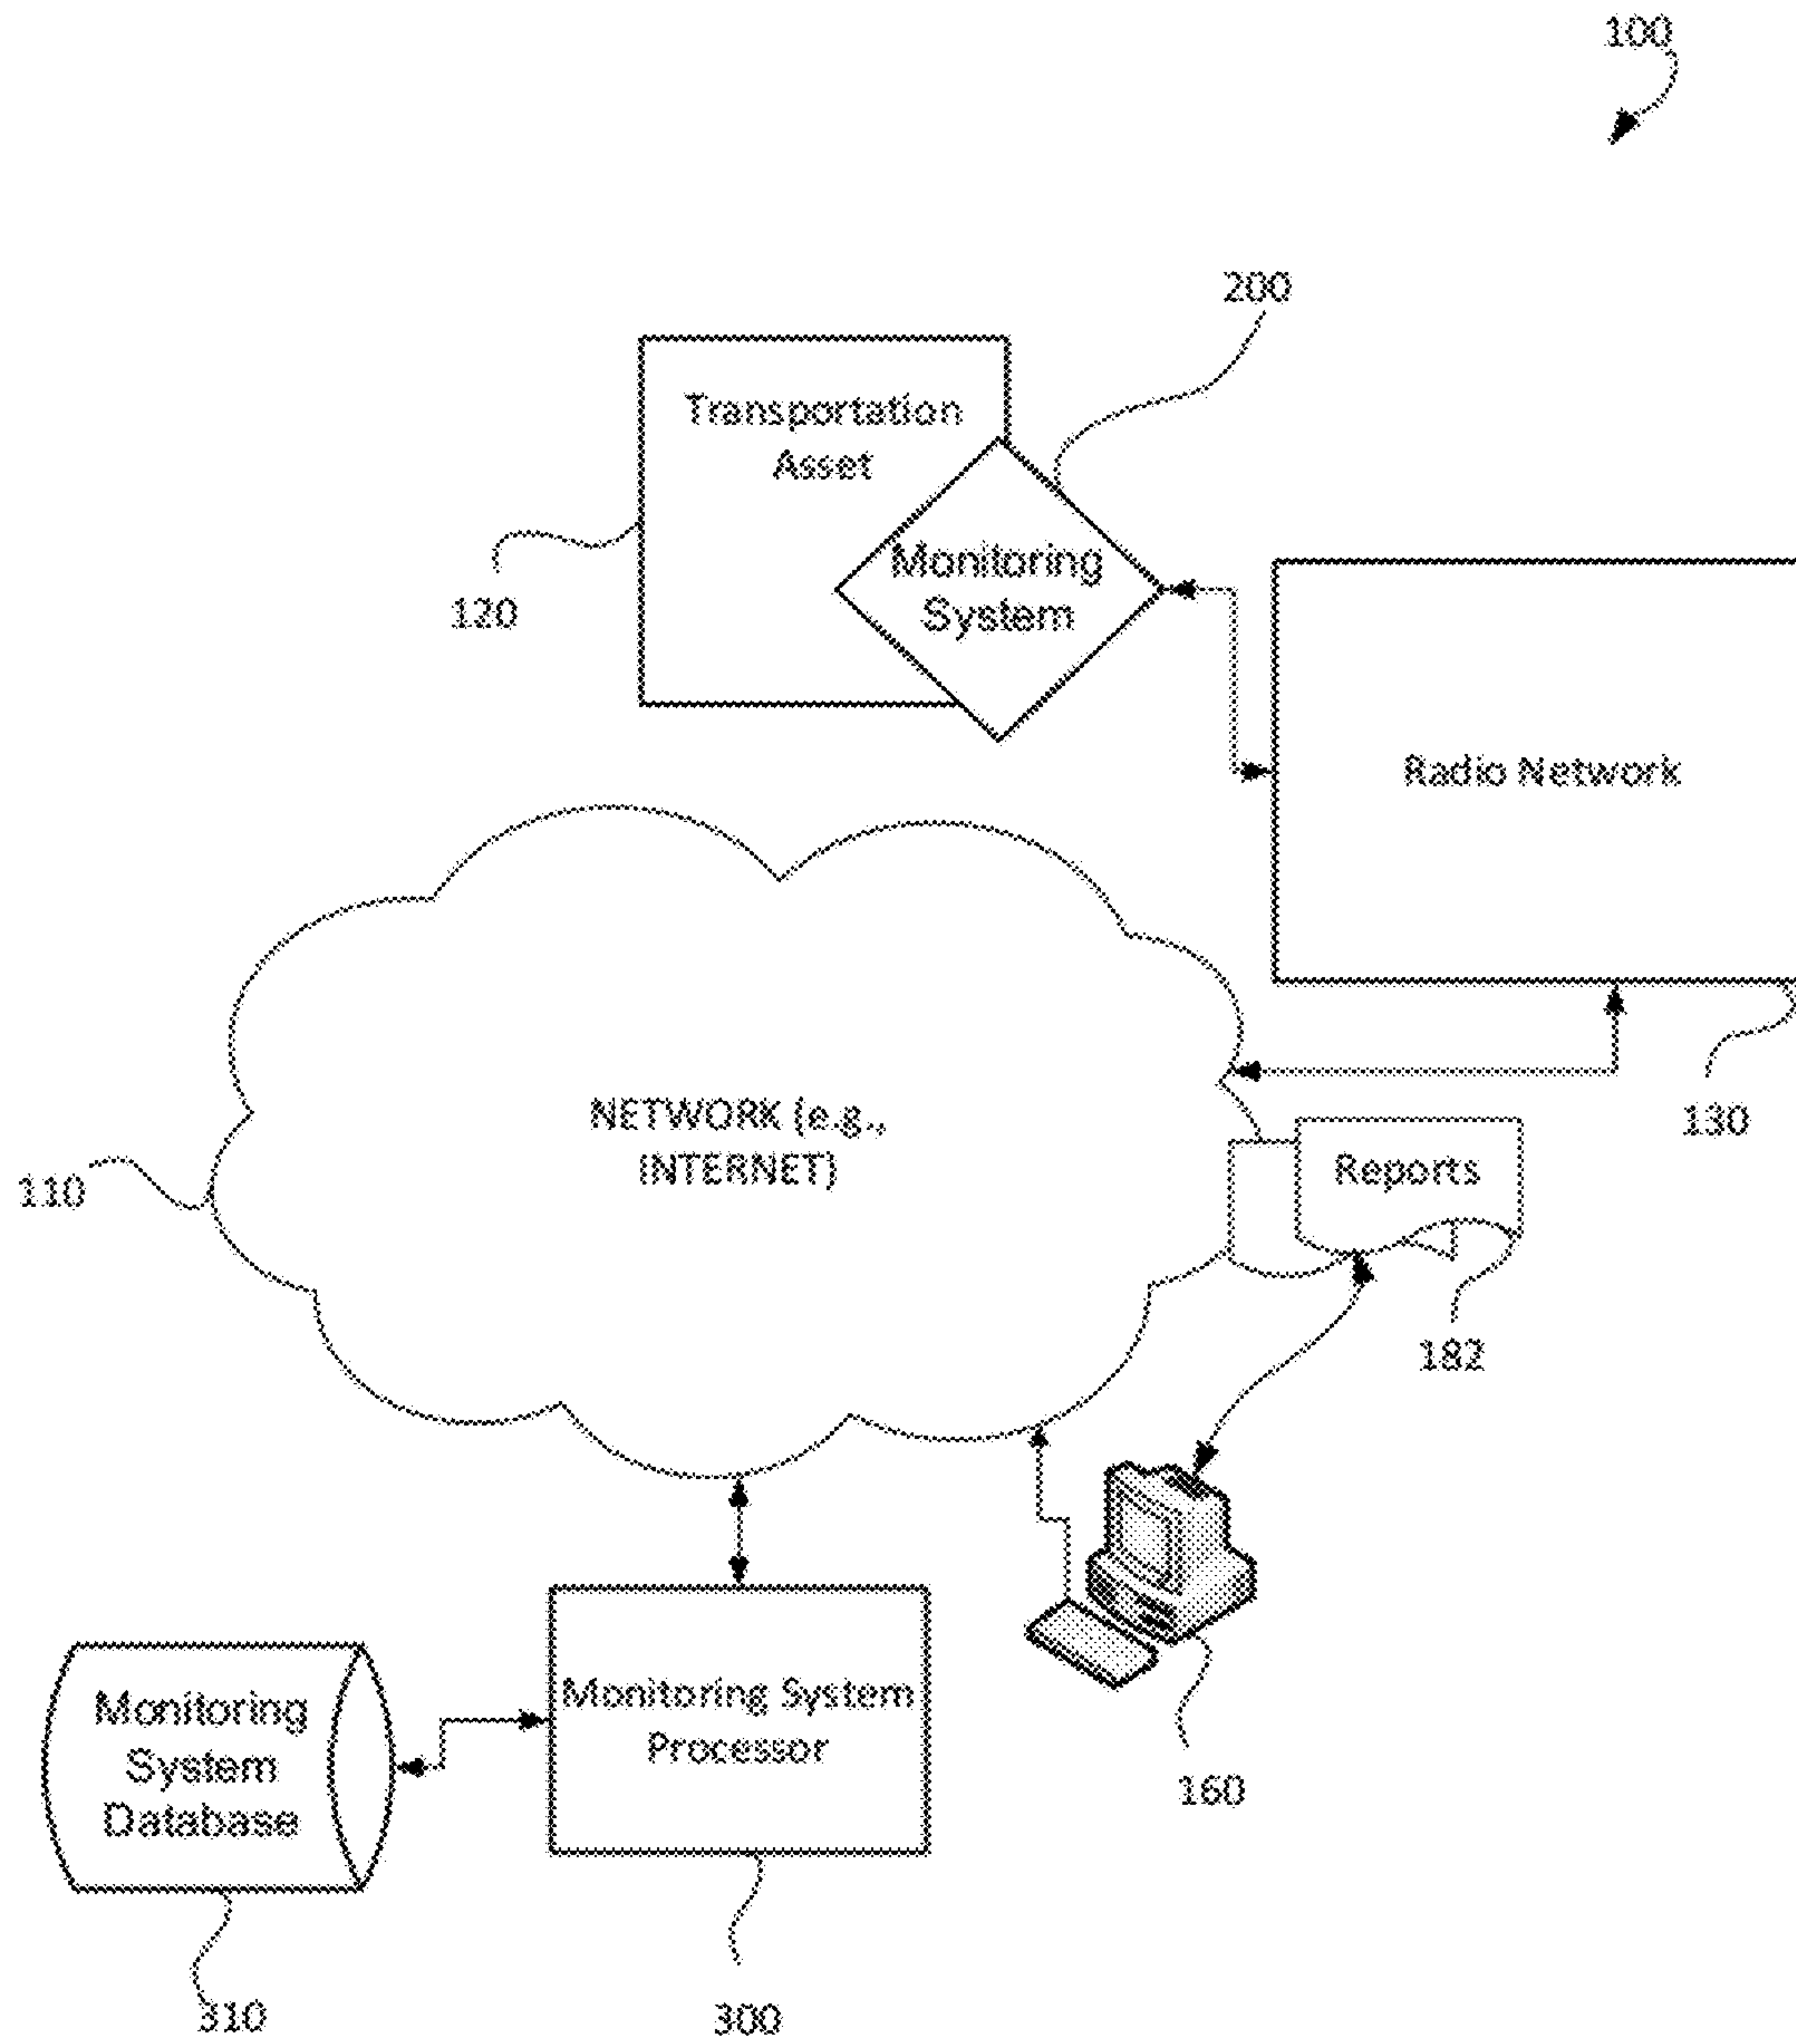 100
200
Transportation
Asset
Monitoring
System
120
Radio Network
NETWORK (e.g.,
INTERNET)
130
110
Reports
182
Monitoring System
Processor
Monitoring
System
Database
160
310
300